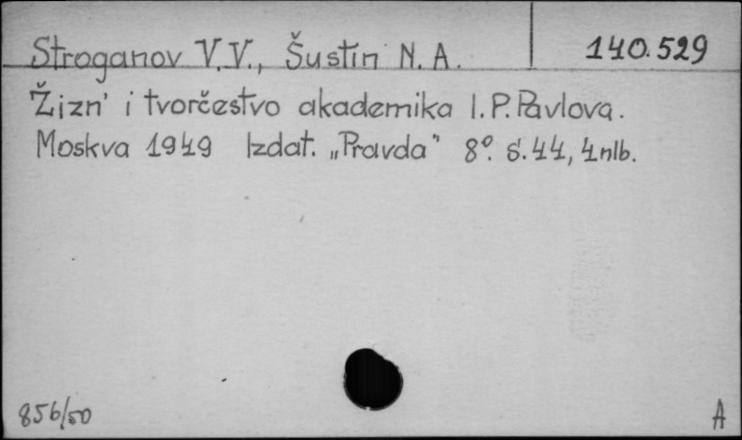 Stroganov V.V., Šustin N.A. 140.529
Žizn' i tvorčestvo akademika I.P.Pavlova.
Moskva 1949 Izdat. „Pravda" 8° s.44, 4nlb.
856/50 A